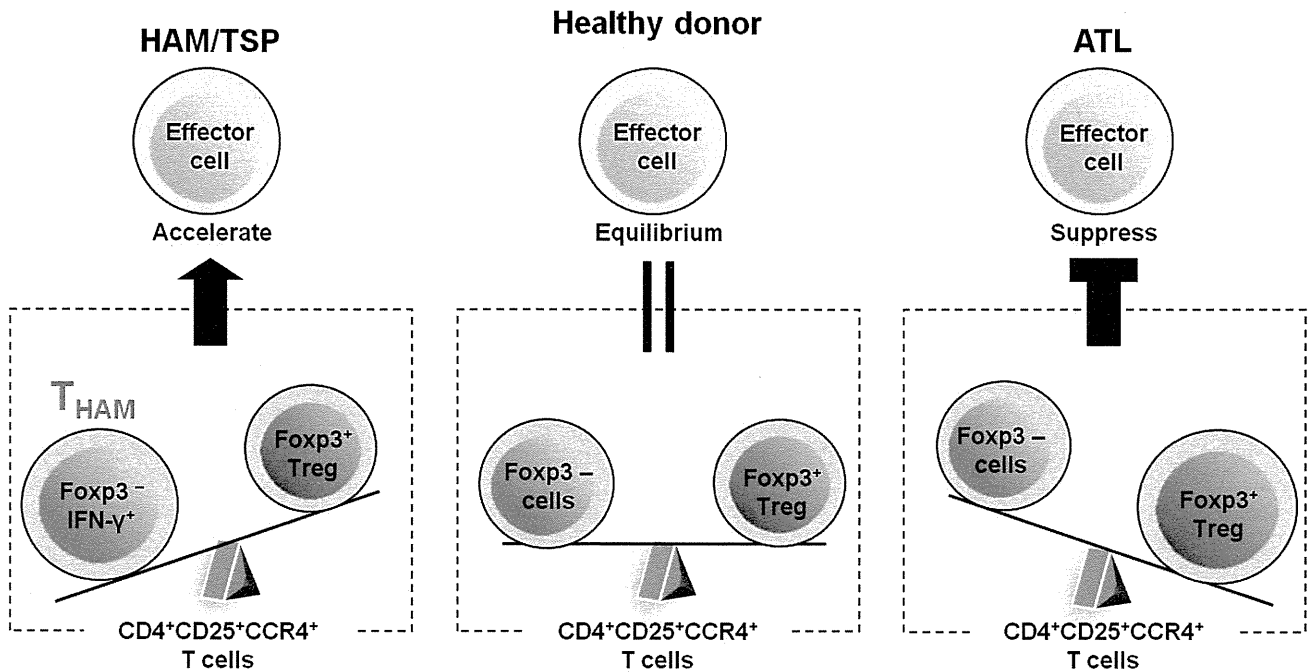 HAM/TSP
Effector
cell
Accelerate
T_HAM
Foxp3⁻
IFN-γ⁺
Foxp3⁺
Treg
CD4⁺CD25⁺CCR4⁺
T cells
Healthy donor
Effector
cell
Equilibrium
Foxp3 –
cells
Foxp3⁺
Treg
CD4⁺CD25⁺CCR4⁺
T cells
ATL
Effector
cell
Suppress
Foxp3 –
cells
Foxp3⁺
Treg
CD4⁺CD25⁺CCR4⁺
T cells